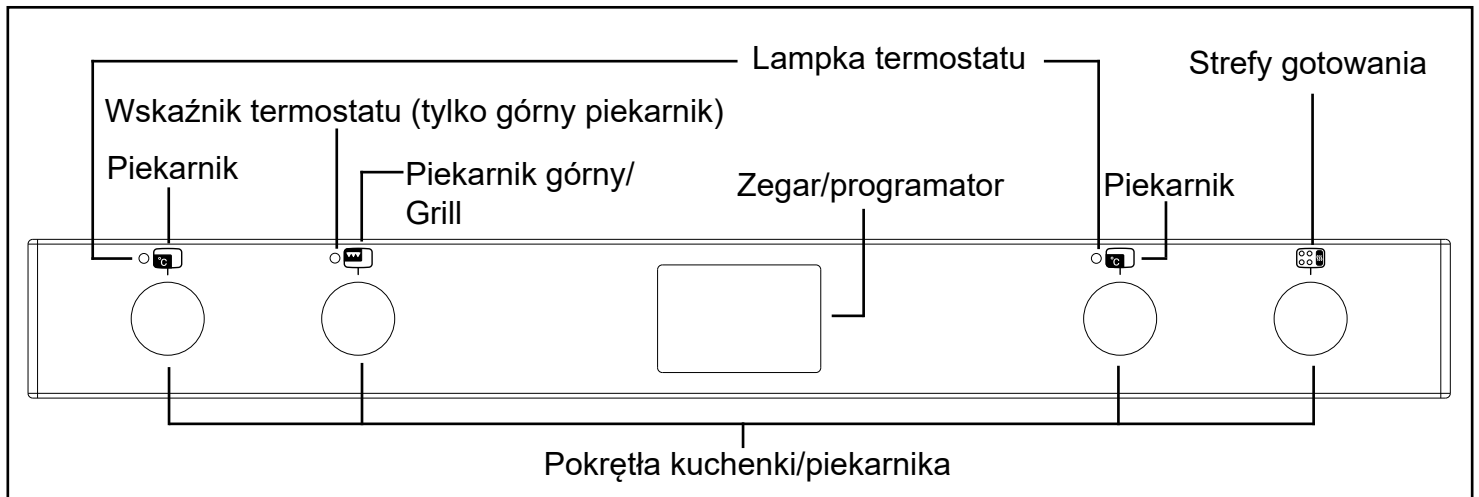 Lampka termostatu
Strefy gotowania
Wskaźnik termostatu (tylko górny piekarnik)
Piekarnik
Piekarnik górny/
Grill
Zegar/programator
Piekarnik
°C
°C
Pokrętła kuchenki/piekarnika